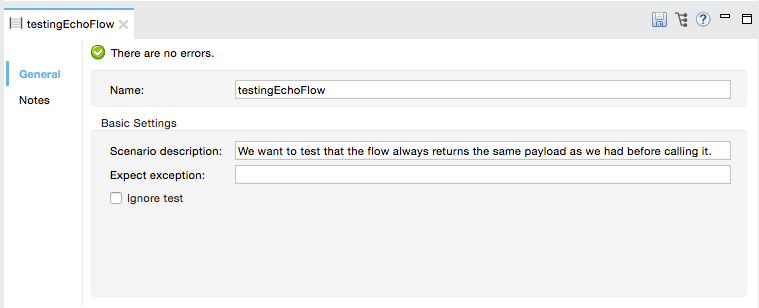 testingEchoFlow
There are no errors.
General
Notes
Name: testingEchoFlow
Basic Settings
Scenario description: We want to test that the flow always returns the same payload as we had before calling it.
Expect exception:
Ignore test